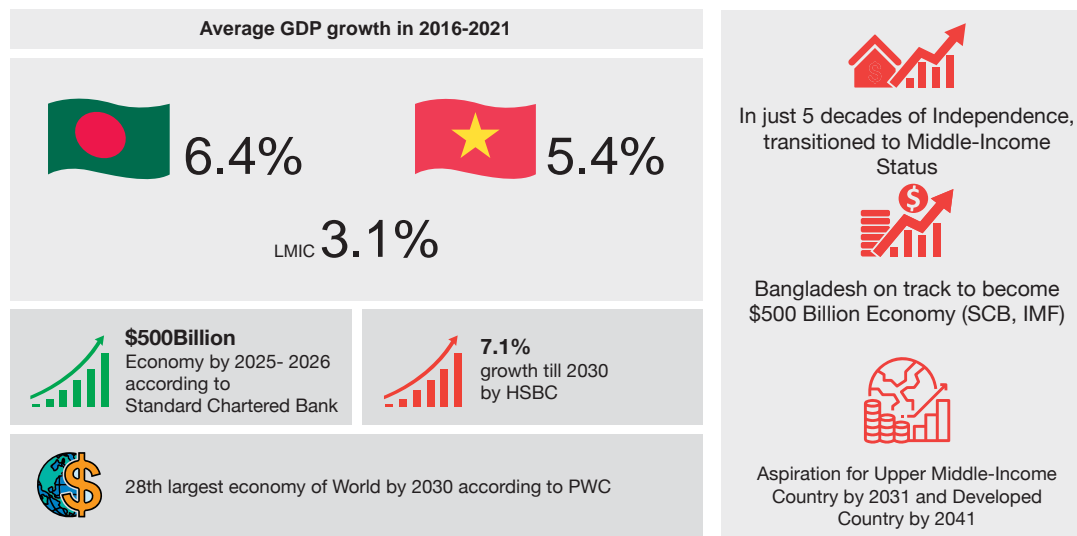 Average GDP growth in 2016-2021
6.4%
5.4%
LMIC 3.1%
$500Billion
Economy by 2025- 2026
according to
Standard Chartered Bank
7.1%
growth till 2030
by HSBC
28th largest economy of World by 2030 according to PWC
In just 5 decades of Independence,
transitioned to Middle-Income
Status
Bangladesh on track to become
$500 Billion Economy (SCB, IMF)
Aspiration for Upper Middle-Income
Country by 2031 and Developed
Country by 2041